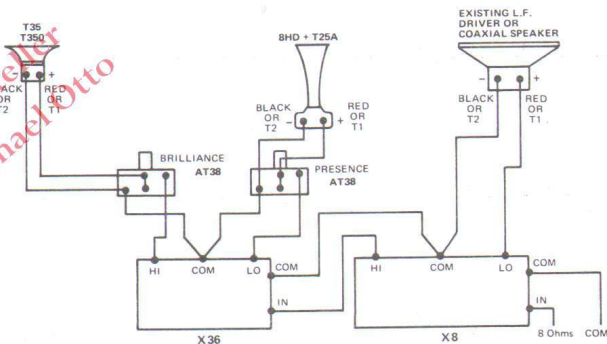 T35
T350
8HD + T25A
EXISTING L.F.
DRIVER OR
COAXIAL SPEAKER
- +
BLACK
OR
T2
RED
OR
T1
BLACK
OR
T2
- +
RED
OR
T1
- +
BLACK
OR
T2
RED
OR
T1
BRILLIANCE
AT38
PRESENCE
AT38
HI COM LO COM
IN
X36
HI COM LO COM
IN
X8
8 Ohms COM